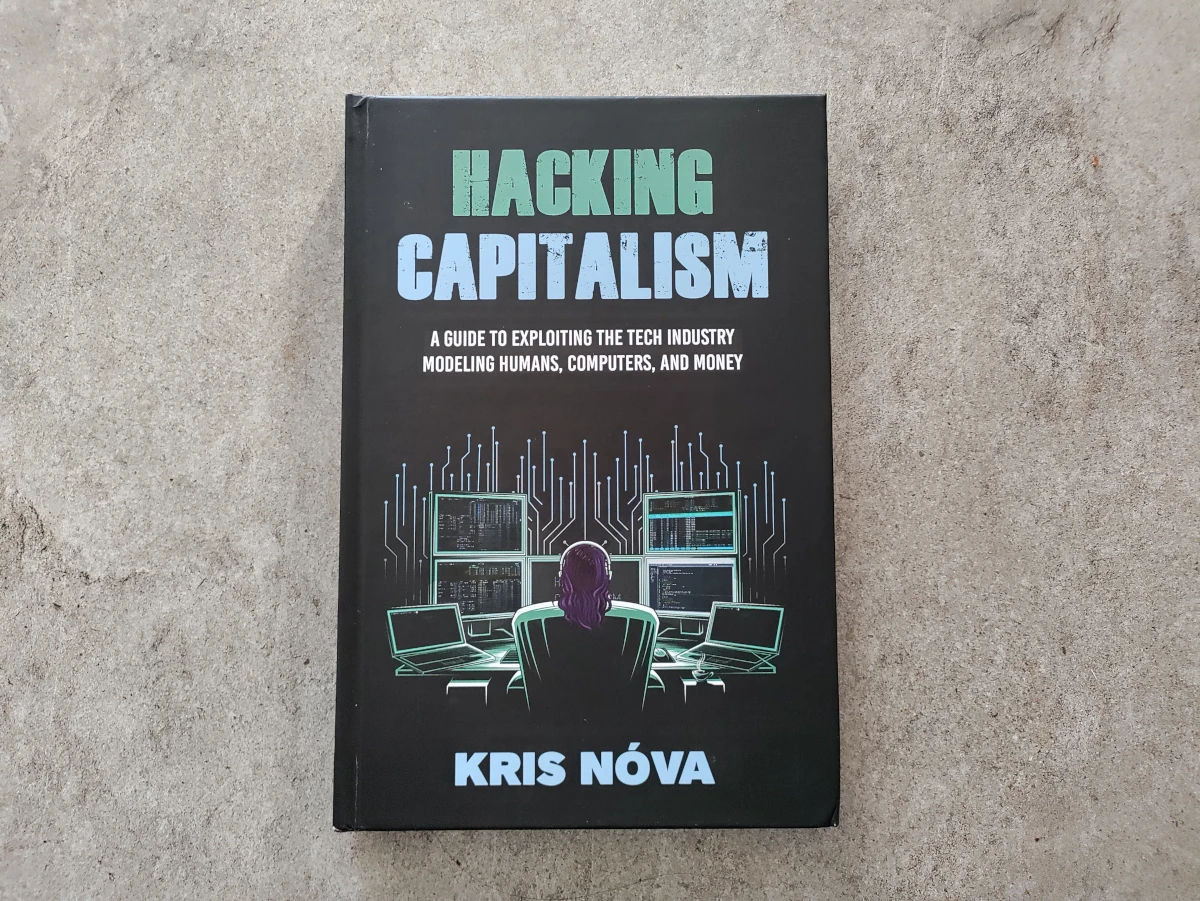 HACKING
CAPITALISM
A GUIDE TO EXPLOITING THE TECH INDUSTRY
MODELING HUMANS, COMPUTERS, AND MONEY
KRIS NÓVA